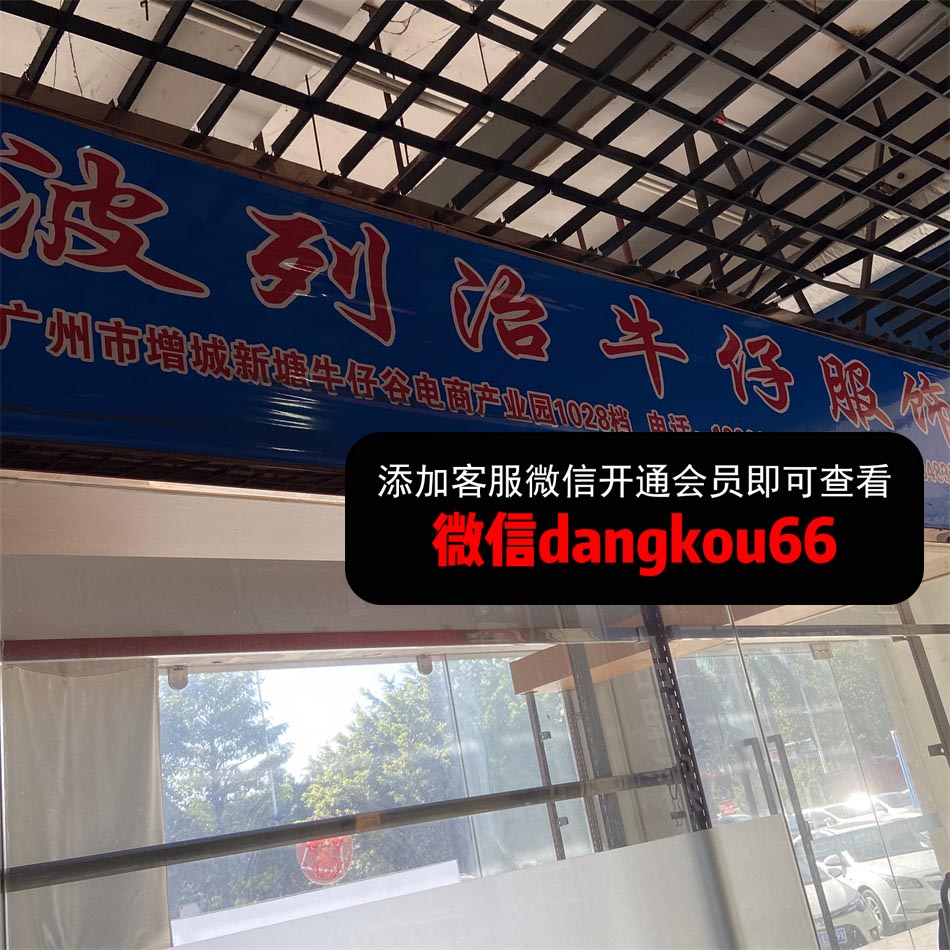 波列治牛仔服饰
广州市增城新塘牛仔谷电商产业园1028档 电话：
添加客服微信开通会员即可查看
微信dangkou66